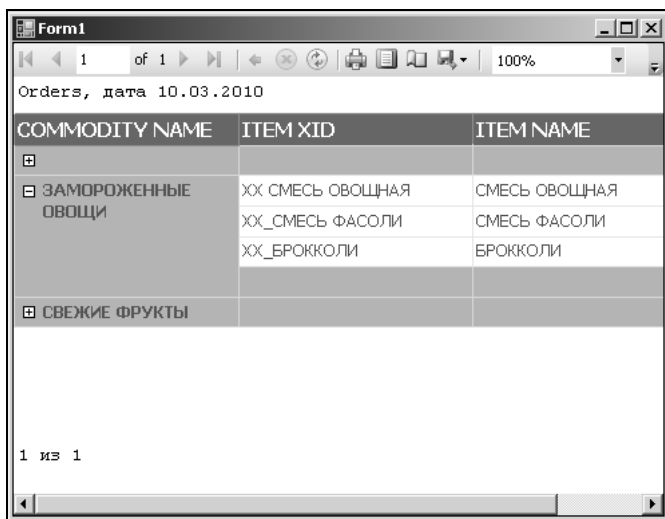 Form1
1 of 1 100%
Orders, дата 10.03.2010
COMMODITY NAME ITEM XID ITEM NAME
ЗАМОРОЖЕННЫЕ ОВОЩИ XX СМЕСЬ ОВОЩНАЯ СМЕСЬ ОВОЩНАЯ
XX_СМЕСЬ ФАСОЛИ СМЕСЬ ФАСОЛИ
XX_БРОККОЛИ БРОККОЛИ
СВЕЖИЕ ФРУКТЫ
1 из 1